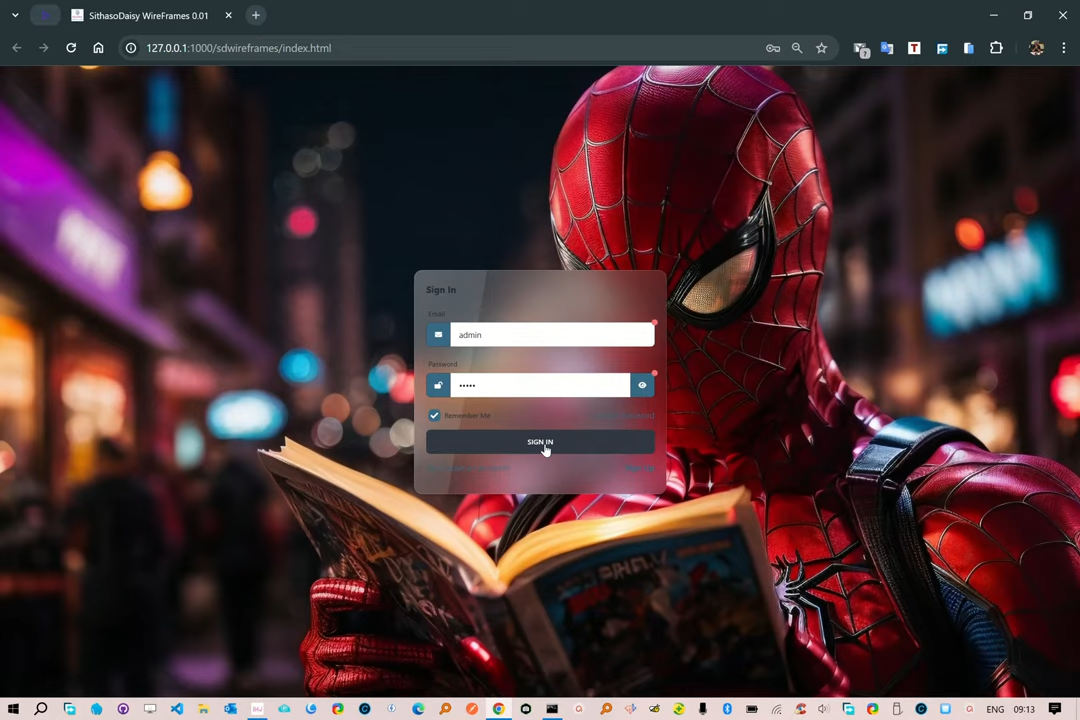 SithasoDaisy WireFrames 0.01
127.0.0.1:1000/sdwireframes/index.html
Sign In
Email
admin
Password
•••••
Remember Me
SIGN IN
ENG 09:13